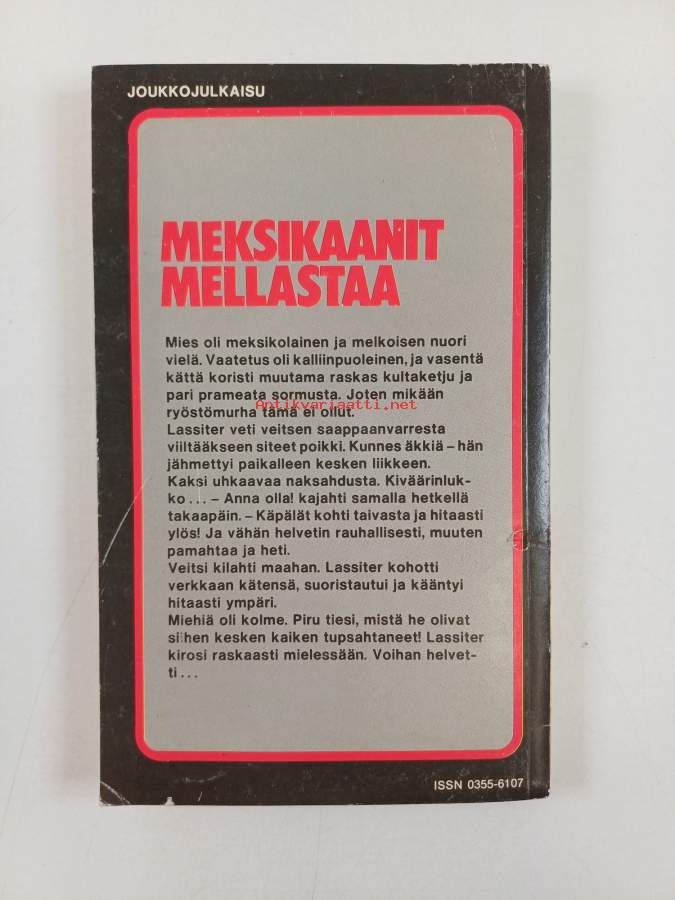 JOUKKOJULKAISU
MEKSIKAANIT
MELLASTAA
Mies oli meksikolainen ja melkoisen nuori
vielä. Vaatetus oli kalliinpuoleinen, ja vasentä
kättä koristi muutama raskas kultaketju ja
pari prameata sormusta. Joten mikään
Antikvariaatti.net
ryöstömurha tämä ei ollut.
Lassiter veti veitsen saappaanvarresta
viiltääkseen siteet poikki. Kunnes äkkiä – hän
jähmettyi paikalleen kesken liikkeen.
Kaksi uhkaavaa naksahdusta. Kiväärinluk-
ko... – Anna olla! kajahti samalla hetkellä
takaapäin. – Käpälät kohti taivasta ja hitaasti
ylös! Ja vähän helvetin rauhallisesti, muuten
pamahtaa ja heti.
Veitsi kilahti maahan. Lassiter kohotti
verkkaan kätensä, suoristautui ja kääntyi
hitaasti ympäri.
Miehiä oli kolme. Piru tiesi, mistä he olivat
siihen kesken kaiken tupsahtaneet! Lassiter
kirosi raskaasti mielessään. Voihan helvet-
ti...
ISSN 0355-6107